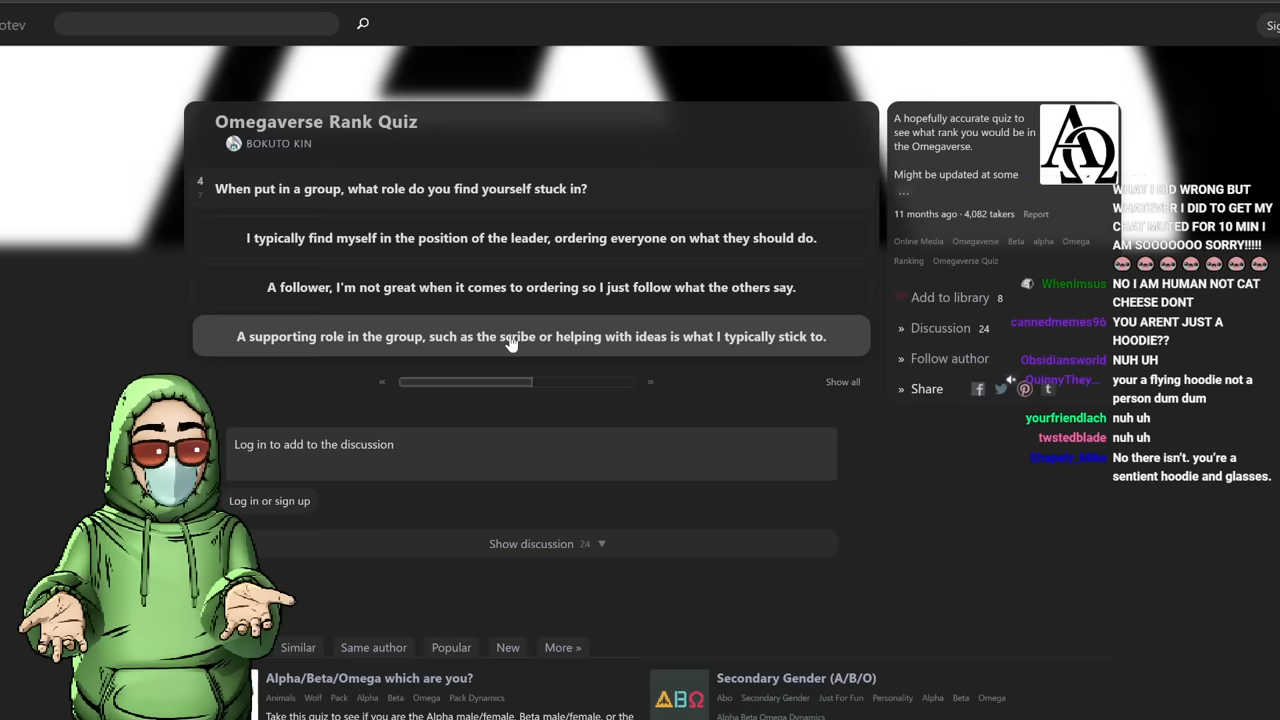 otev
Sig
Omegaverse Rank Quiz
BOKUTO KIN
4
7
When put in a group, what role do you find yourself stuck in?
I typically find myself in the position of the leader, ordering everyone on what they should do.
A follower, I'm not great when it comes to ordering so I just follow what the others say.
A supporting role in the group, such as the scribe or helping with ideas is what I typically stick to.
«
»
Show all
Log in to add to the discussion
Log in or sign up
Show discussion 24 ▼
A hopefully accurate quiz to
see what rank you would be in
the Omegaverse.
Might be updated at some
...
11 months ago · 4,082 takers Report
Online Media Omegaverse Beta alpha Omega
Ranking Omegaverse Quiz
Add to library 8
» Discussion 24
» Follow author
» Share
AΩ
WHAT I DID WRONG BUT
WHATEVER I DID TO GET MY
CHAT MUTED FOR 10 MIN I
AM SOOOOOOO SORRY!!!!!
WhenImsus NO I AM HUMAN NOT CAT
CHEESE DONT
cannedmemes96 YOU ARENT JUST A
HOODIE??
Obsidiansworld NUH UH
QuinnyThey... your a flying hoodie not a
person dum dum
yourfriendlach nuh uh
twstedblade nuh uh
No there isn't. you're a
sentient hoodie and glasses.
Similar Same author Popular New More »
Alpha/Beta/Omega which are you?
Animals Wolf Pack Alpha Beta Omega Pack Dynamics
Take this quiz to see if you are the Alpha male/female, Beta male/female, or the
ABΩ
Secondary Gender (A/B/O)
Abo Secondary Gender Just For Fun Personality Alpha Beta Omega
Alpha Beta Omega Dynamics